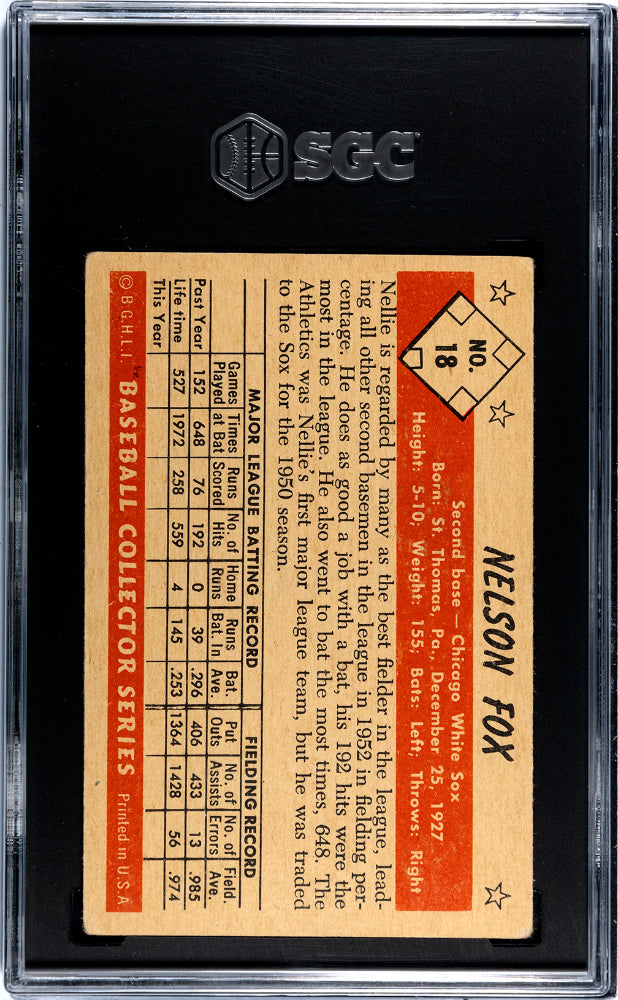 SGC
NO.
18
NELSON FOX
Second base — Chicago White Sox
Born: St. Thomas, Pa., December 25, 1927
Height: 5-10; Weight: 155; Bats: Left; Throws: Right
Nellie is regarded by many as the best fielder in the league, lead-
ing all other second basemen in the league in 1952 in fielding per-
centage. He does as good a job with a bat, his 192 hits were the
most in the league. He also went to bat the most times, 648. The
Athletics was Nellie's first major league team, but he was traded
to the Sox for the 1950 season.
MAJOR LEAGUE BATTING RECORD FIELDING RECORD
Games Times Runs No. of Home Runs Bat. Put No. of No. of Field.
Played at Bat Scored Hits Runs Bat. In Ave. Outs Assists Errors Ave.
Past Year 152 648 76 192 0 39 .296 406 433 13 .985
Life time 527 1972 258 559 4 145 .253 1364 1428 56 .974
This Year
© B.G.H.L.I. BASEBALL COLLECTOR SERIES Printed in U.S.A